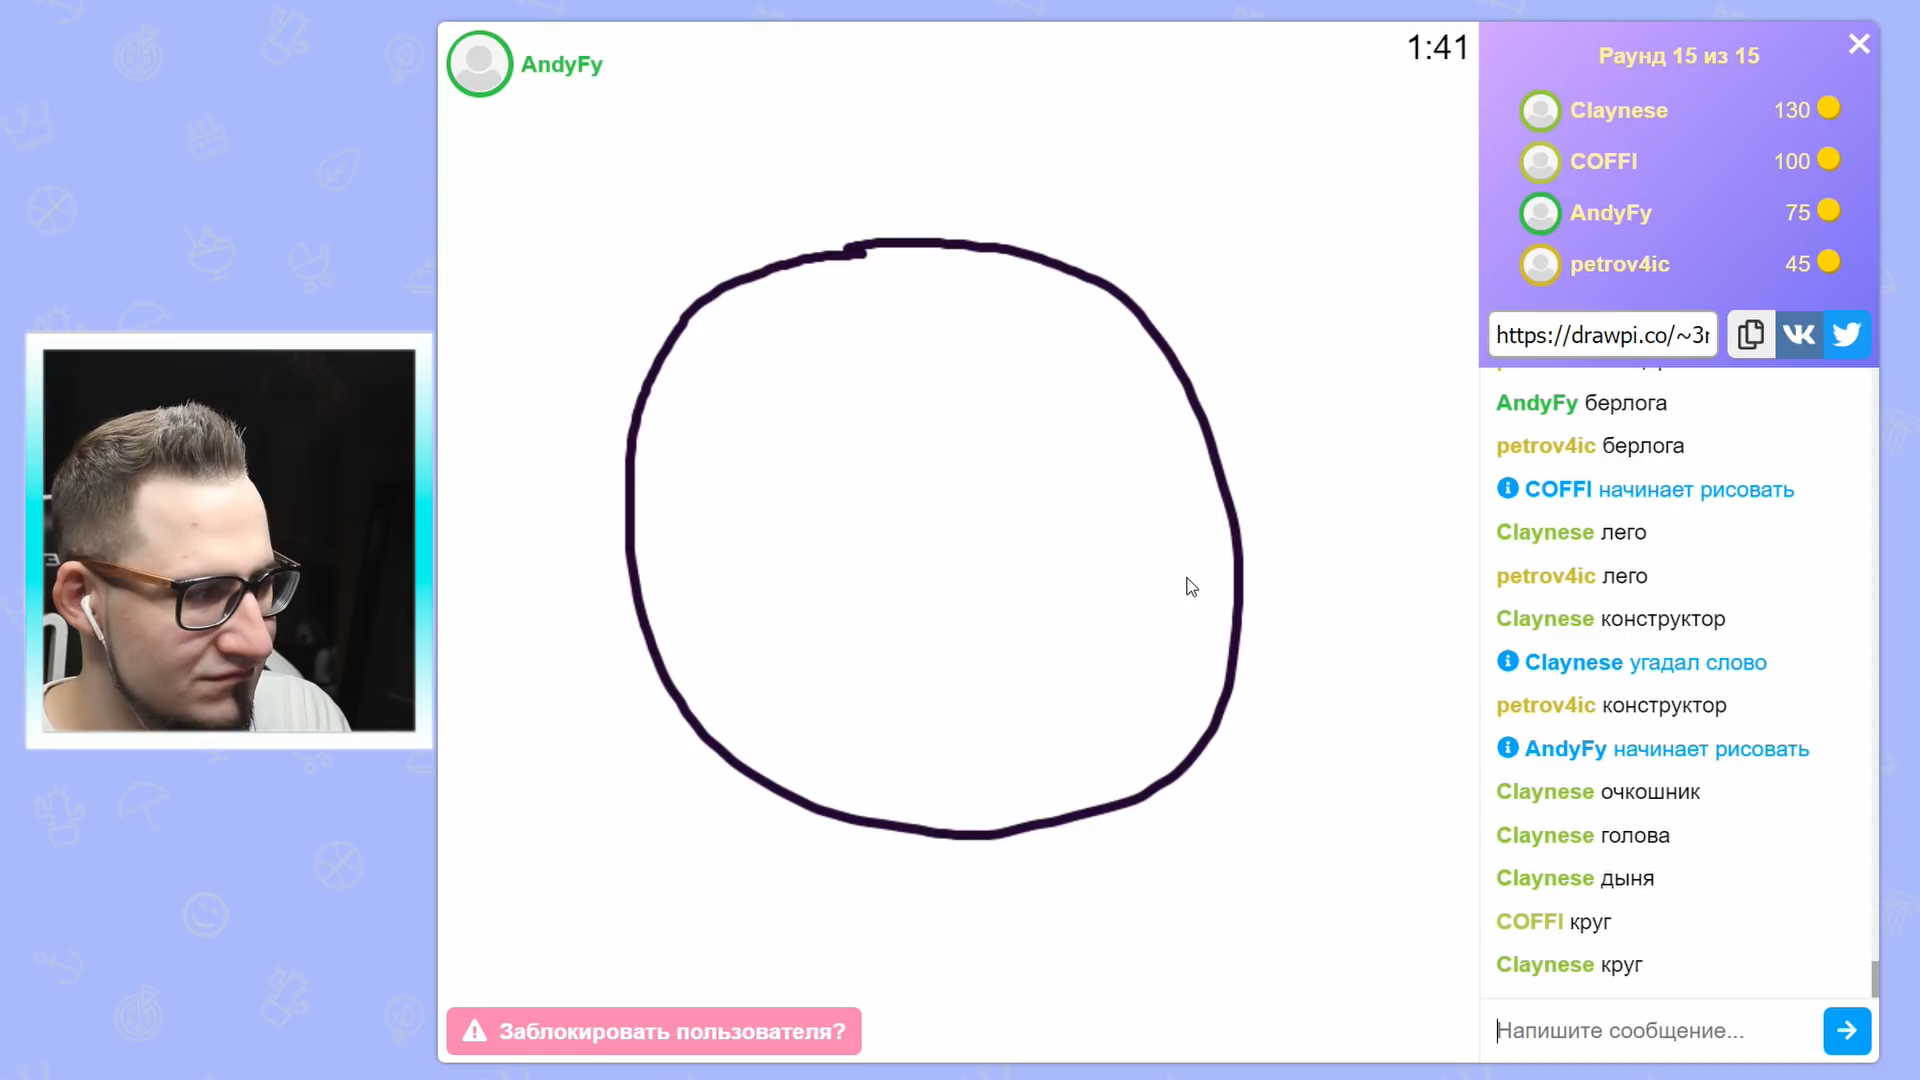 AndyFy
1:41
Раунд 15 из 15
Claynese 130
COFFI 100
AndyFy 75
petrov4ic 45
https://drawpi.co/~3r
AndyFy берлога
petrov4ic берлога
COFFI начинает рисовать
Claynese лего
petrov4ic лего
Claynese конструктор
Claynese угадал слово
petrov4ic конструктор
AndyFy начинает рисовать
Claynese очкошник
Claynese голова
Claynese дыня
COFFI круг
Claynese круг
Заблокировать пользователя?
Напишите сообщение...